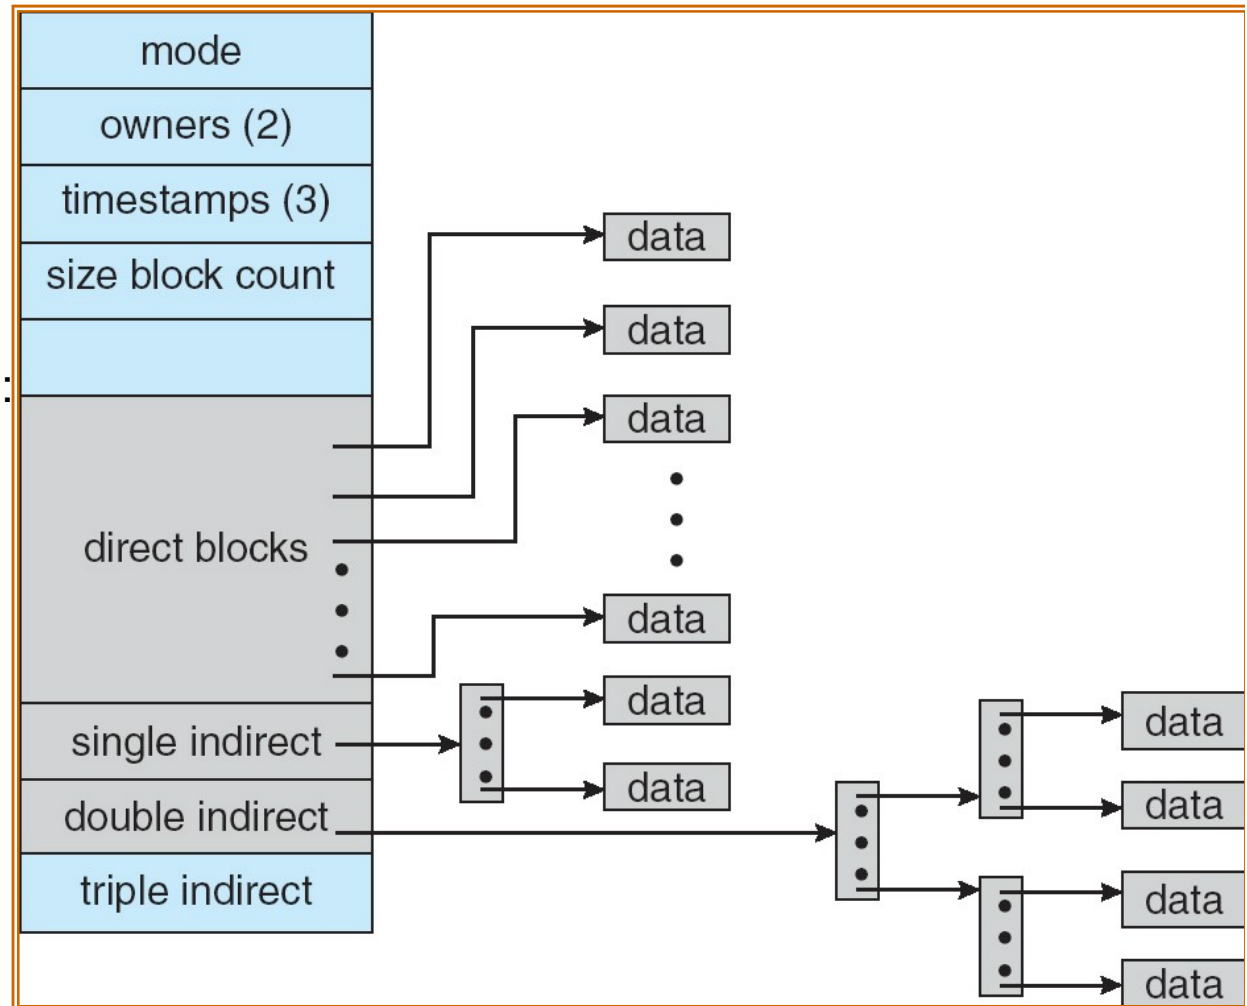 mode
owners (2)
timestamps (3)
size block count
:
direct blocks
single indirect
double indirect
triple indirect
data
data
data
data
data
data
data
data
data
data